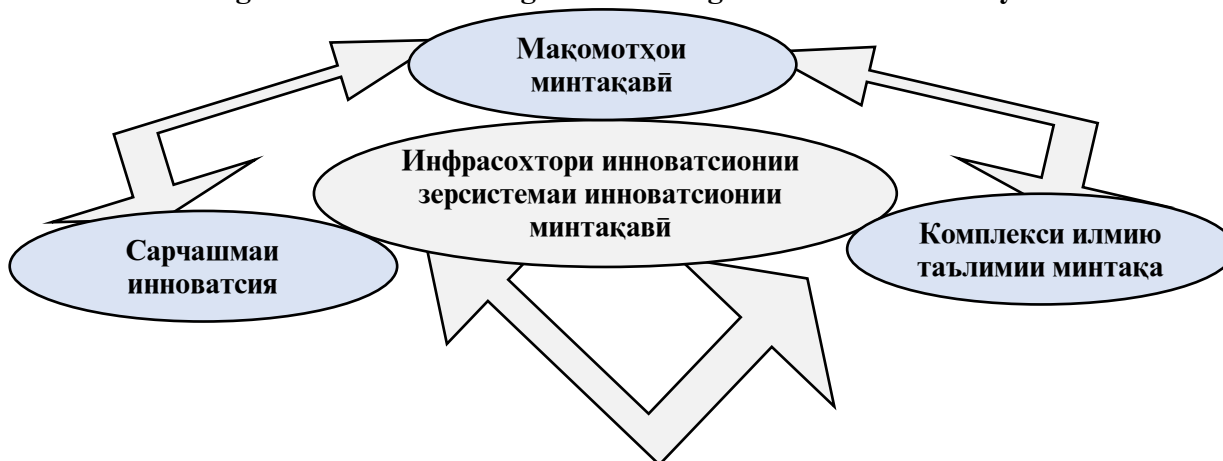 Мақомотҳои
минтақавӣ
Инфрасохтори инноватсионии
зерсистемаи инноватсионии
минтақавӣ
Сарчашмаи
инноватсия
Комплекси илмию
таълимии минтақа